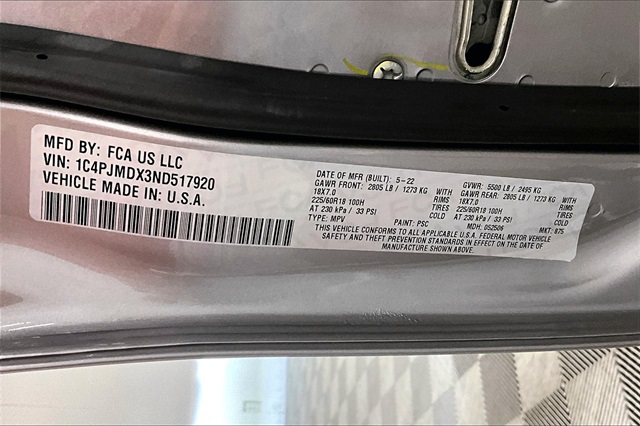 MFD BY: FCA US LLC
VIN: 1C4PJMDX3ND517920
VEHICLE MADE IN: U.S.A.
DATE OF MFR (BUILT): 5-22 GVWR: 5500 LB / 2495 KG
GAWR FRONT: 2805 LB / 1273 KG WITH GAWR REAR: 2805 LB / 1273 KG WITH
18X7.0 RIMS 18X7.0 RIMS
225/60R18 100H TIRES 225/60R18 100H TIRES
AT 230 kPa / 33 PSI COLD AT 230 kPa / 33 PSI COLD
TYPE: MPV PAINT: PSC MDH: 052506 MKT: 875
THIS VEHICLE CONFORMS TO ALL APPLICABLE U.S.A. FEDERAL MOTOR VEHICLE
SAFETY AND THEFT PREVENTION STANDARDS IN EFFECT ON THE DATE OF
MANUFACTURE SHOWN ABOVE.